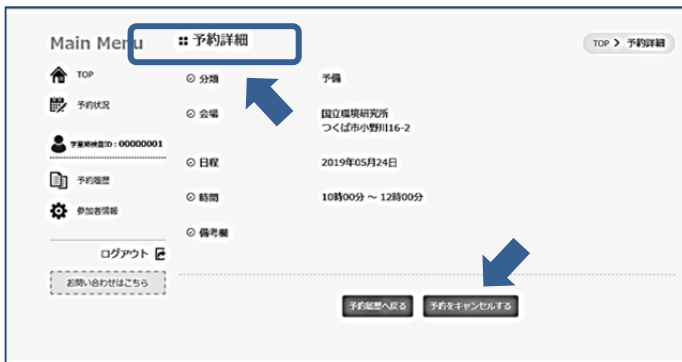 Main Menu
予約詳細
TOP > 予約詳細
TOP
予約状況
学童期検査ID : 00000001
予約履歴
参加者情報
ログアウト
お問い合わせはこちら
分類
予備
会場
国立環境研究所
つくば市小野川16-2
日程
2019年05月24日
時間
10時00分 ～ 12時00分
備考欄
予約履歴へ戻る
予約をキャンセルする